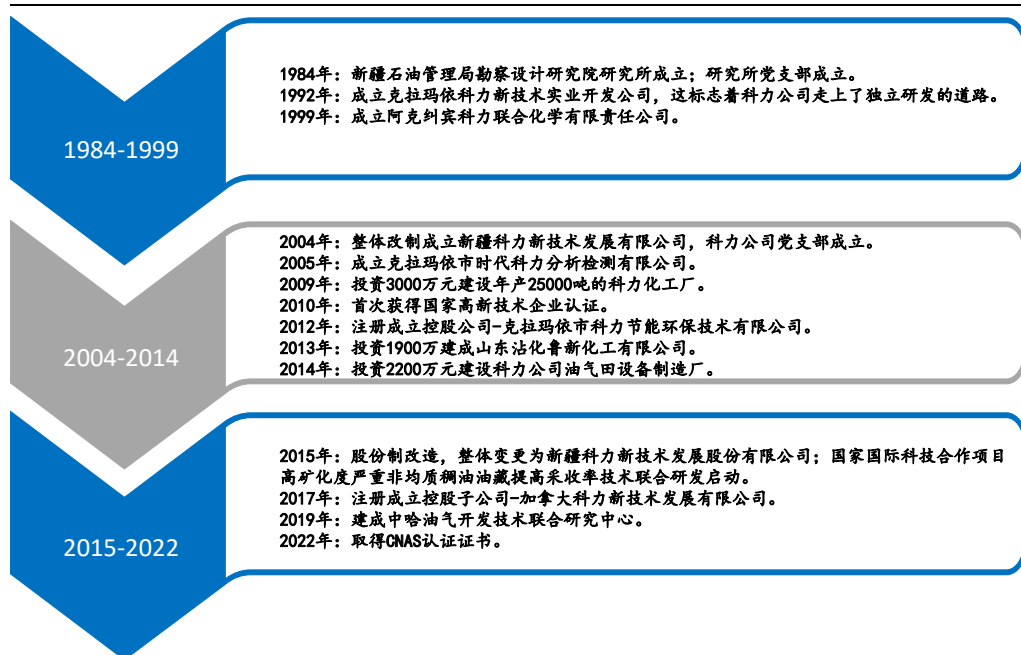 1984-1999
1984年：新疆石油管理局勘察设计研究院研究所成立；研究所党支部成立。
1992年：成立克拉玛依科力新技术实业开发公司，这标志着科力公司走上了独立研发的道路。
1999年：成立阿克纠宾科力联合化学有限责任公司。
2004-2014
2004年：整体改制成立新疆科力新技术发展有限公司，科力公司党支部成立。
2005年：成立克拉玛依市时代科力分析检测有限公司。
2009年：投资3000万元建设年产25000吨的科力化工厂。
2010年：首次获得国家高新技术企业认证。
2012年：注册成立控股公司-克拉玛依市科力节能环保技术有限公司。
2013年：投资1900万建成山东沾化鲁新化工有限公司。
2014年：投资2200万元建设科力公司油气田设备制造厂。
2015-2022
2015年：股份制改造，整体变更为新疆科力新技术发展股份有限公司；国家国际科技合作项目
高矿化度严重非均质稠油油藏提高采收率技术联合研发启动。
2017年：注册成立控股子公司-加拿大科力新技术发展有限公司。
2019年：建成中哈油气开发技术联合研究中心。
2022年：取得CNAS认证证书。